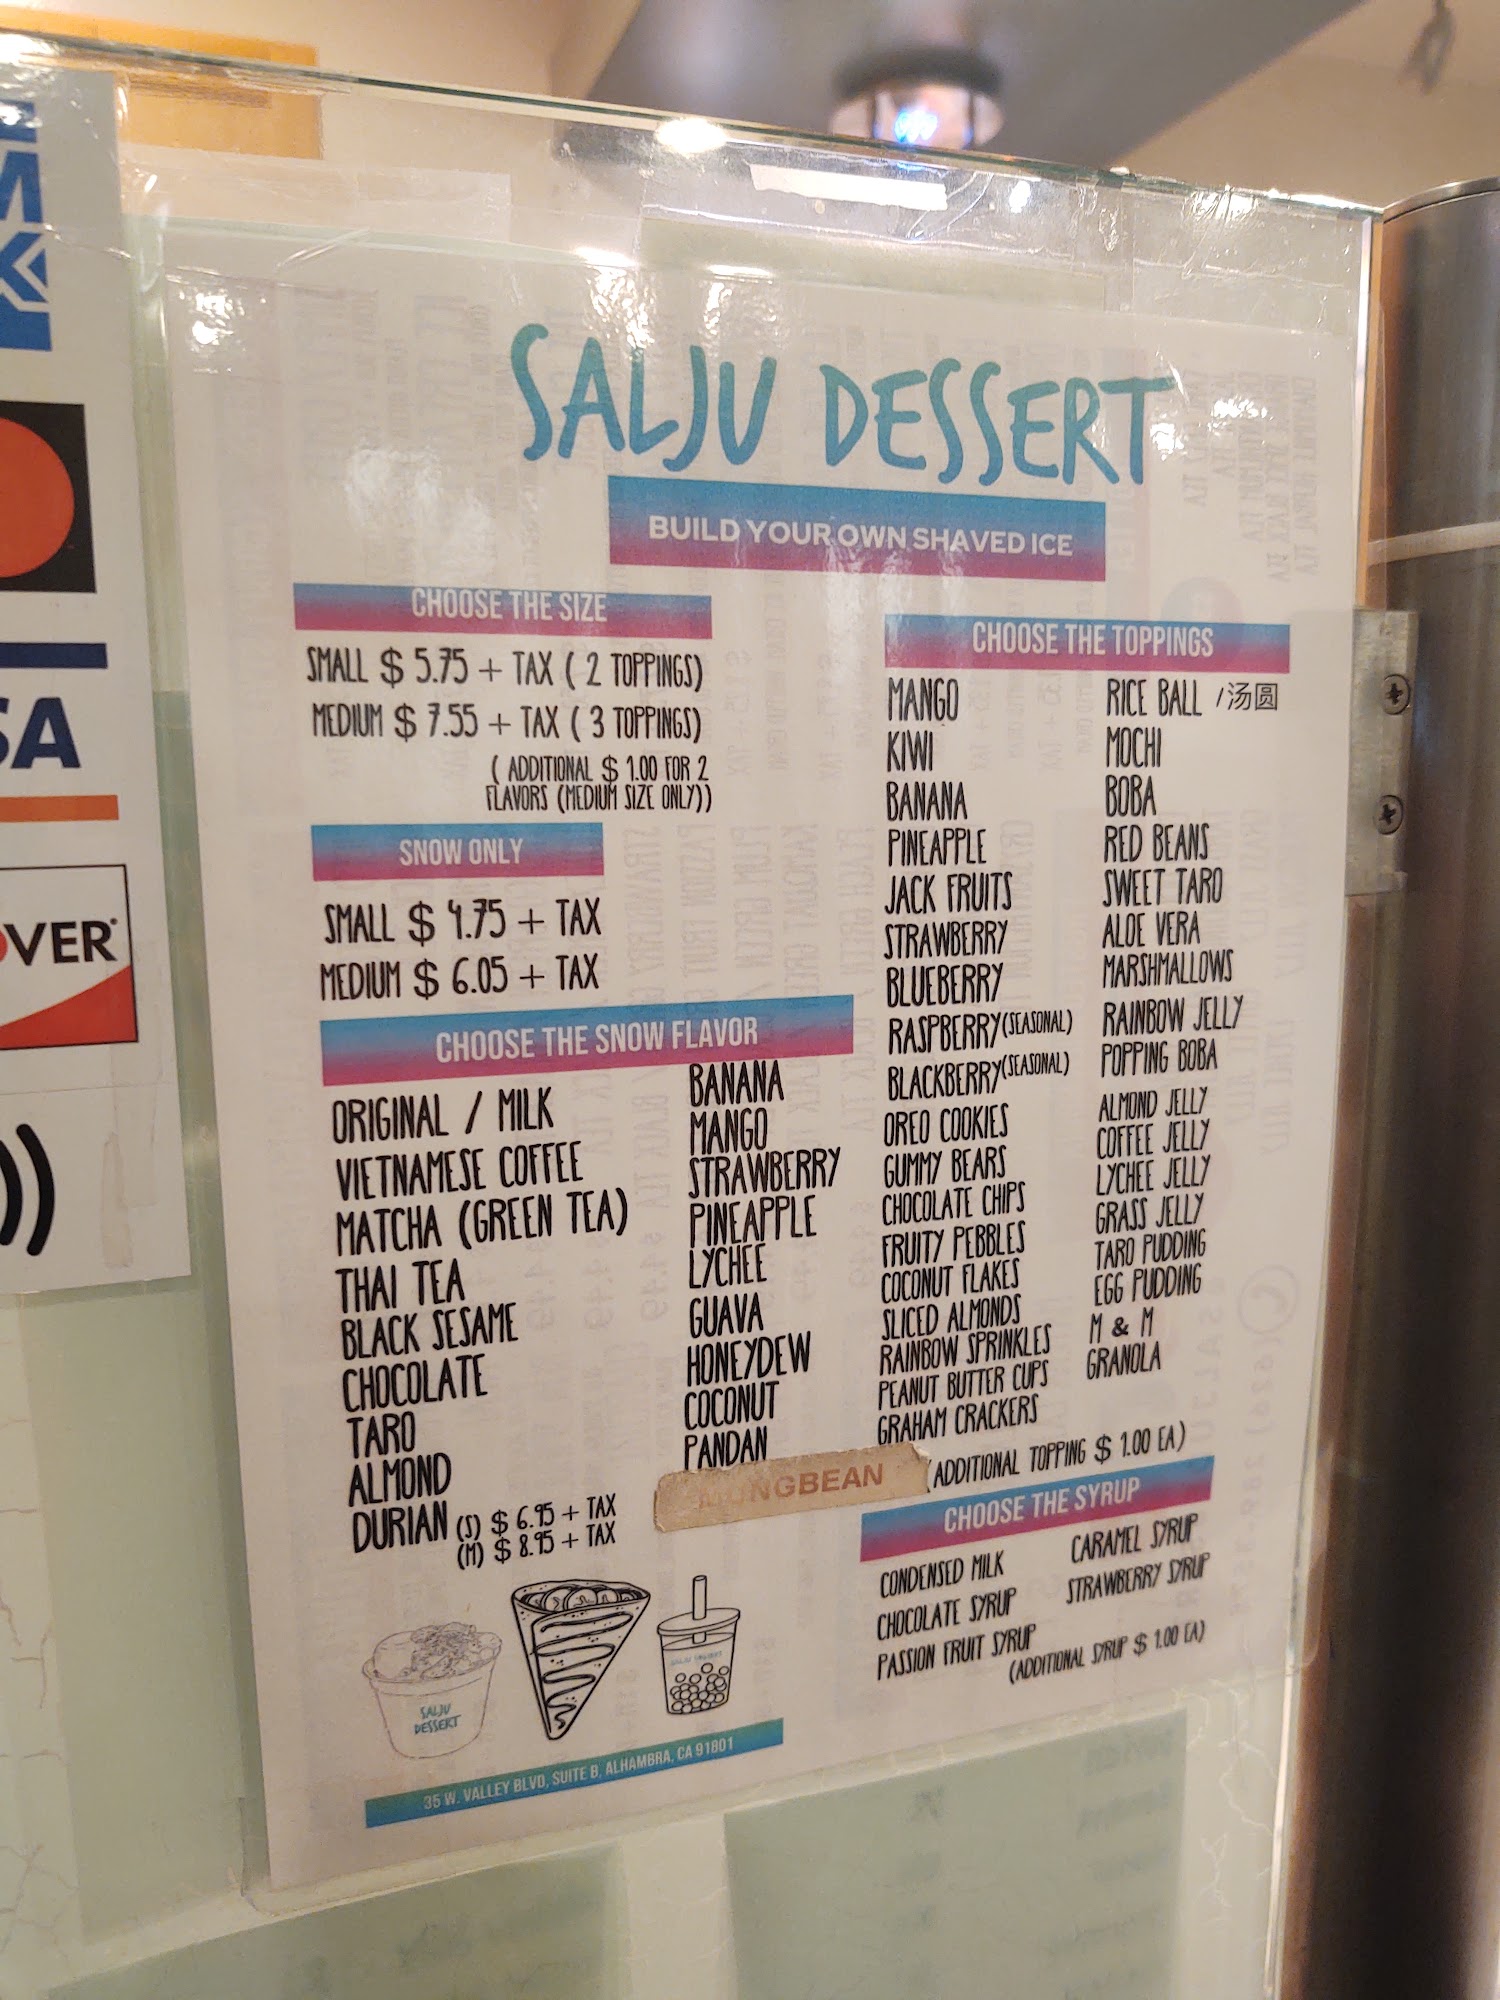 SALJU DESSERT
BUILD YOUR OWN SHAVED ICE
CHOOSE THE SIZE
SMALL $ 5.75 + TAX ( 2 TOPPINGS)
MEDIUM $ 7.55 + TAX ( 3 TOPPINGS)
( ADDITIONAL $ 1.00 FOR 2
FLAVORS (MEDIUM SIZE ONLY))
SNOW ONLY
SMALL $ 4.75 + TAX
MEDIUM $ 6.05 + TAX
CHOOSE THE SNOW FLAVOR
ORIGINAL / MILK
VIETNAMESE COFFEE
MATCHA (GREEN TEA)
THAI TEA
BLACK SESAME
CHOCOLATE
TARO
ALMOND
DURIAN (S) $ 6.95 + TAX
(M) $ 8.95 + TAX
BANANA
MANGO
STRAWBERRY
PINEAPPLE
LYCHEE
GUAVA
HONEYDEW
COCONUT
PANDAN
MUNGBEAN
CHOOSE THE TOPPINGS
MANGO
KIWI
BANANA
PINEAPPLE
JACK FRUITS
STRAWBERRY
BLUEBERRY
RASPBERRY (SEASONAL)
BLACKBERRY (SEASONAL)
OREO COOKIES
GUMMY BEARS
CHOCOLATE CHIPS
FRUITY PEBBLES
COCONUT FLAKES
SLICED ALMONDS
RAINBOW SPRINKLES
PEANUT BUTTER CUPS
GRAHAM CRACKERS
RICE BALL /汤圆
MOCHI
BOBA
RED BEANS
SWEET TARO
ALOE VERA
MARSHMALLOWS
RAINBOW JELLY
POPPING BOBA
ALMOND JELLY
COFFEE JELLY
LYCHEE JELLY
GRASS JELLY
TARO PUDDING
EGG PUDDING
M & M
GRANOLA
(ADDITIONAL TOPPING $ 1.00 EA)
CHOOSE THE SYRUP
CONDENSED MILK
CHOCOLATE SYRUP
PASSION FRUIT SYRUP
CARAMEL SYRUP
STRAWBERRY SYRUP
(ADDITIONAL SYRUP $ 1.00 EA)
SALJU
DESSERT
SALJU DESSERT
35 W. VALLEY BLVD, SUITE B, ALHAMBRA, CA 91801
M
X
SA
OVER